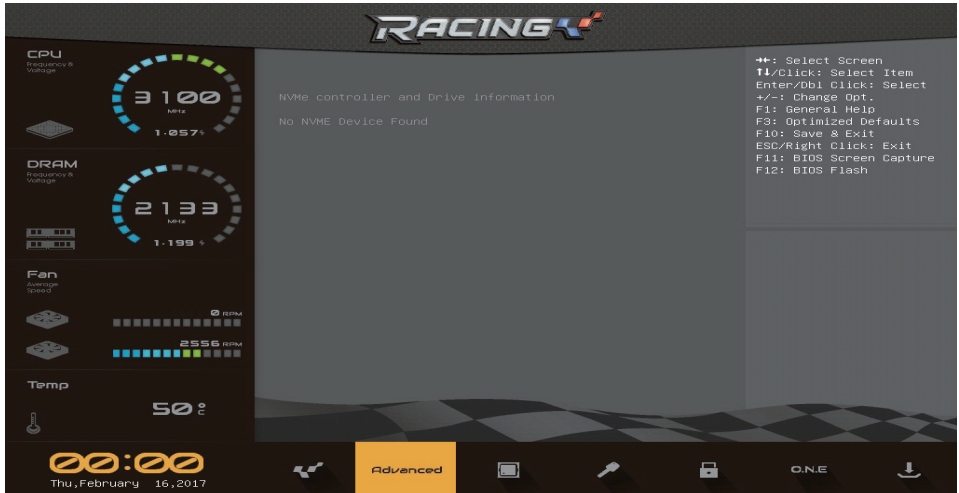 RACING
CPU
Frequency &
Voltage
3100
MHz
1.057
DRAM
Frequency &
Voltage
2133
MHz
1.199
Fan
Average
Speed
0 RPM
2556 RPM
Temp
50 °C
00:00
Thu,February 16,2017
NVMe controller and Drive information
No NVME Device Found
→←: Select Screen
↑↓/Click: Select Item
Enter/Dbl Click: Select
+/-: Change Opt.
F1: General Help
F3: Optimized Defaults
F10: Save & Exit
ESC/Right Click: Exit
F11: BIOS Screen Capture
F12: BIOS Flash
Advanced
O.N.E